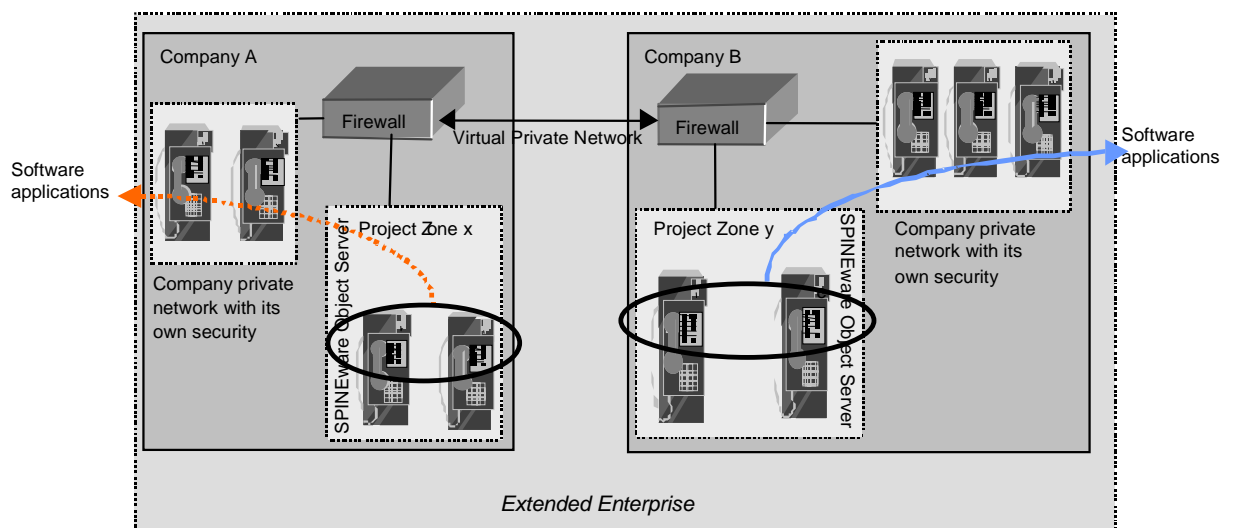 Company A
Company B
Firewall
Firewall
Virtual Private Network
Software
applications
Software
applications
Project Zone x
SPINEware Object Server
Project Zone y
SPINEware Object Server
Company private
network with its
own security
Company private
network with its
own security
Extended Enterprise